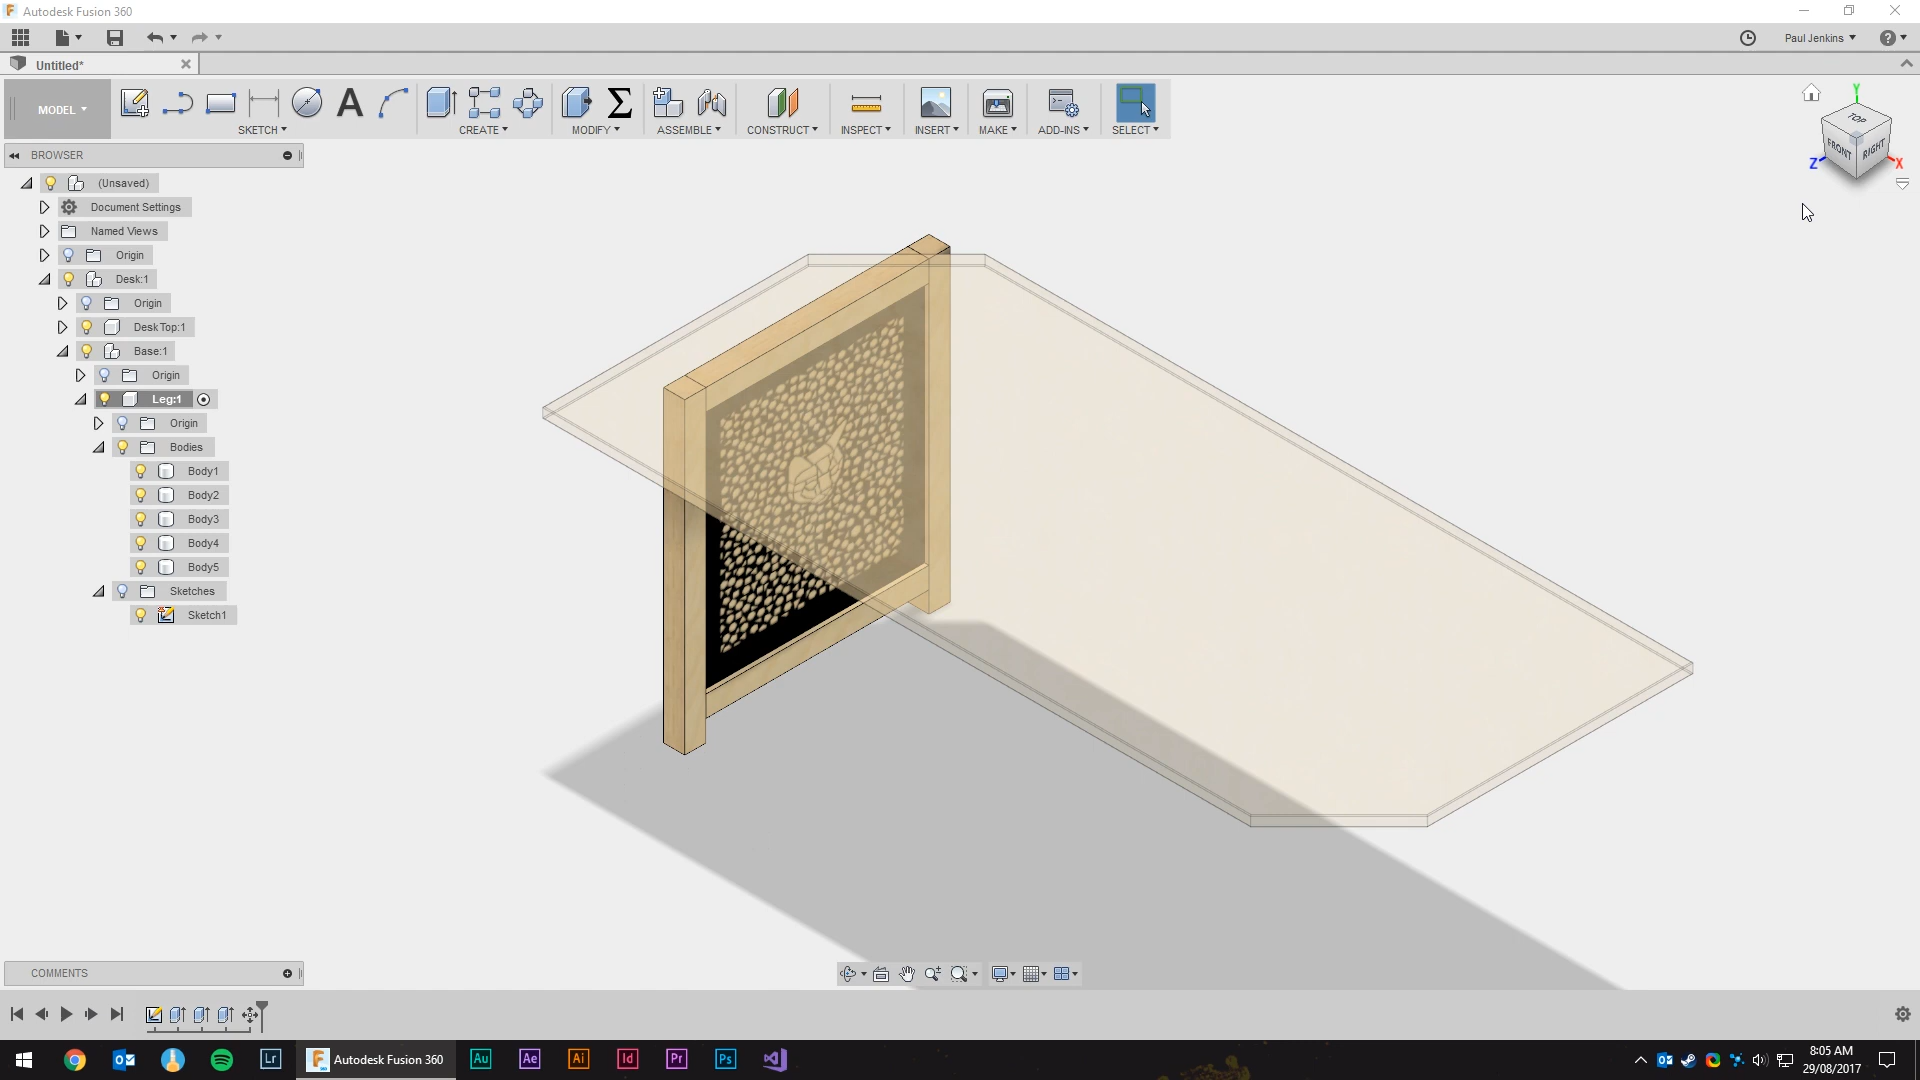 Autodesk Fusion 360
Paul Jenkins
Untitled*
MODEL
SKETCH
CREATE
MODIFY
ASSEMBLE
CONSTRUCT
INSPECT
INSERT
MAKE
ADD-INS
SELECT
Y
TOP
FRONT
RIGHT
Z
X
BROWSER
(Unsaved)
Document Settings
Named Views
Origin
Desk:1
Origin
DeskTop:1
Base:1
Origin
Leg:1
Origin
Bodies
Body1
Body2
Body3
Body4
Body5
Sketches
Sketch1
COMMENTS
Lr
Autodesk Fusion 360
Au
Ae
Ai
Id
Pr
Ps
8:05 AM
29/08/2017